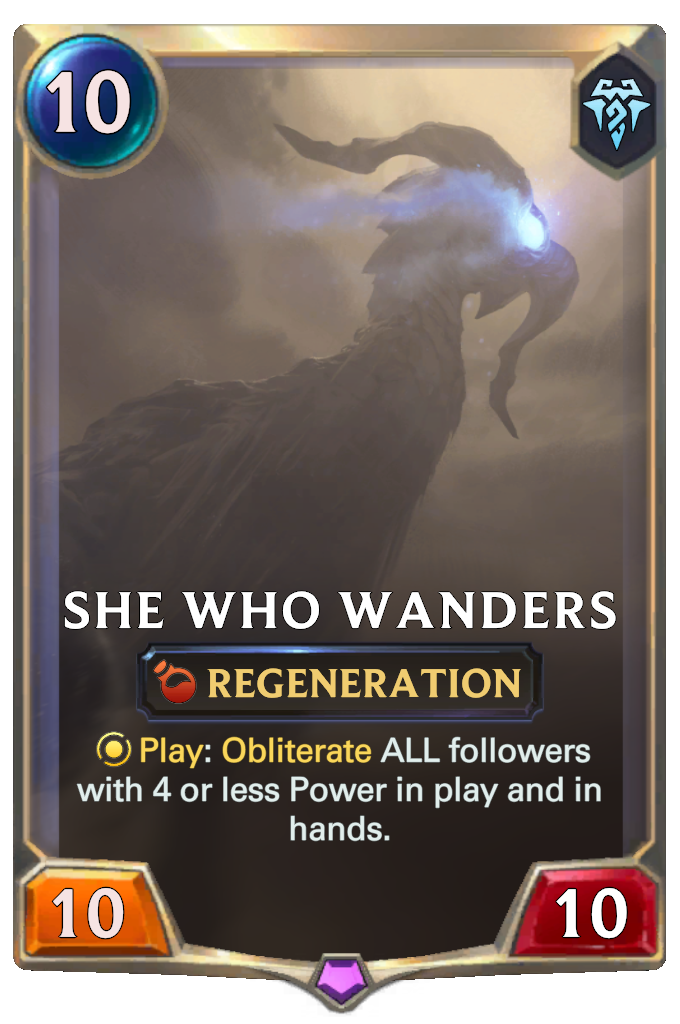 10
SHE WHO WANDERS
REGENERATION
Play: Obliterate ALL followers
with 4 or less Power in play and in
hands.
10 10